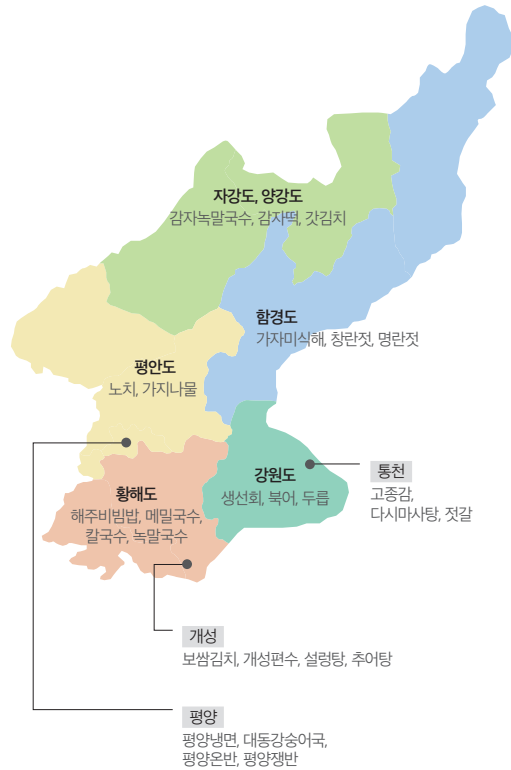 자강도, 양강도
감자녹말국수, 감자떡, 갓김치
함경도
가자미식해, 창란젓, 명란젓
평안도
노치, 가지나물
강원도
생선회, 북어, 두릅
통천
고종감,
다시마사탕, 젓갈
황해도
해주비빔밥, 메밀국수,
칼국수, 녹말국수
개성
보쌈김치, 개성편수, 설렁탕, 추어탕
평양
평양냉면, 대동강숭어국,
평양온반, 평양쟁반